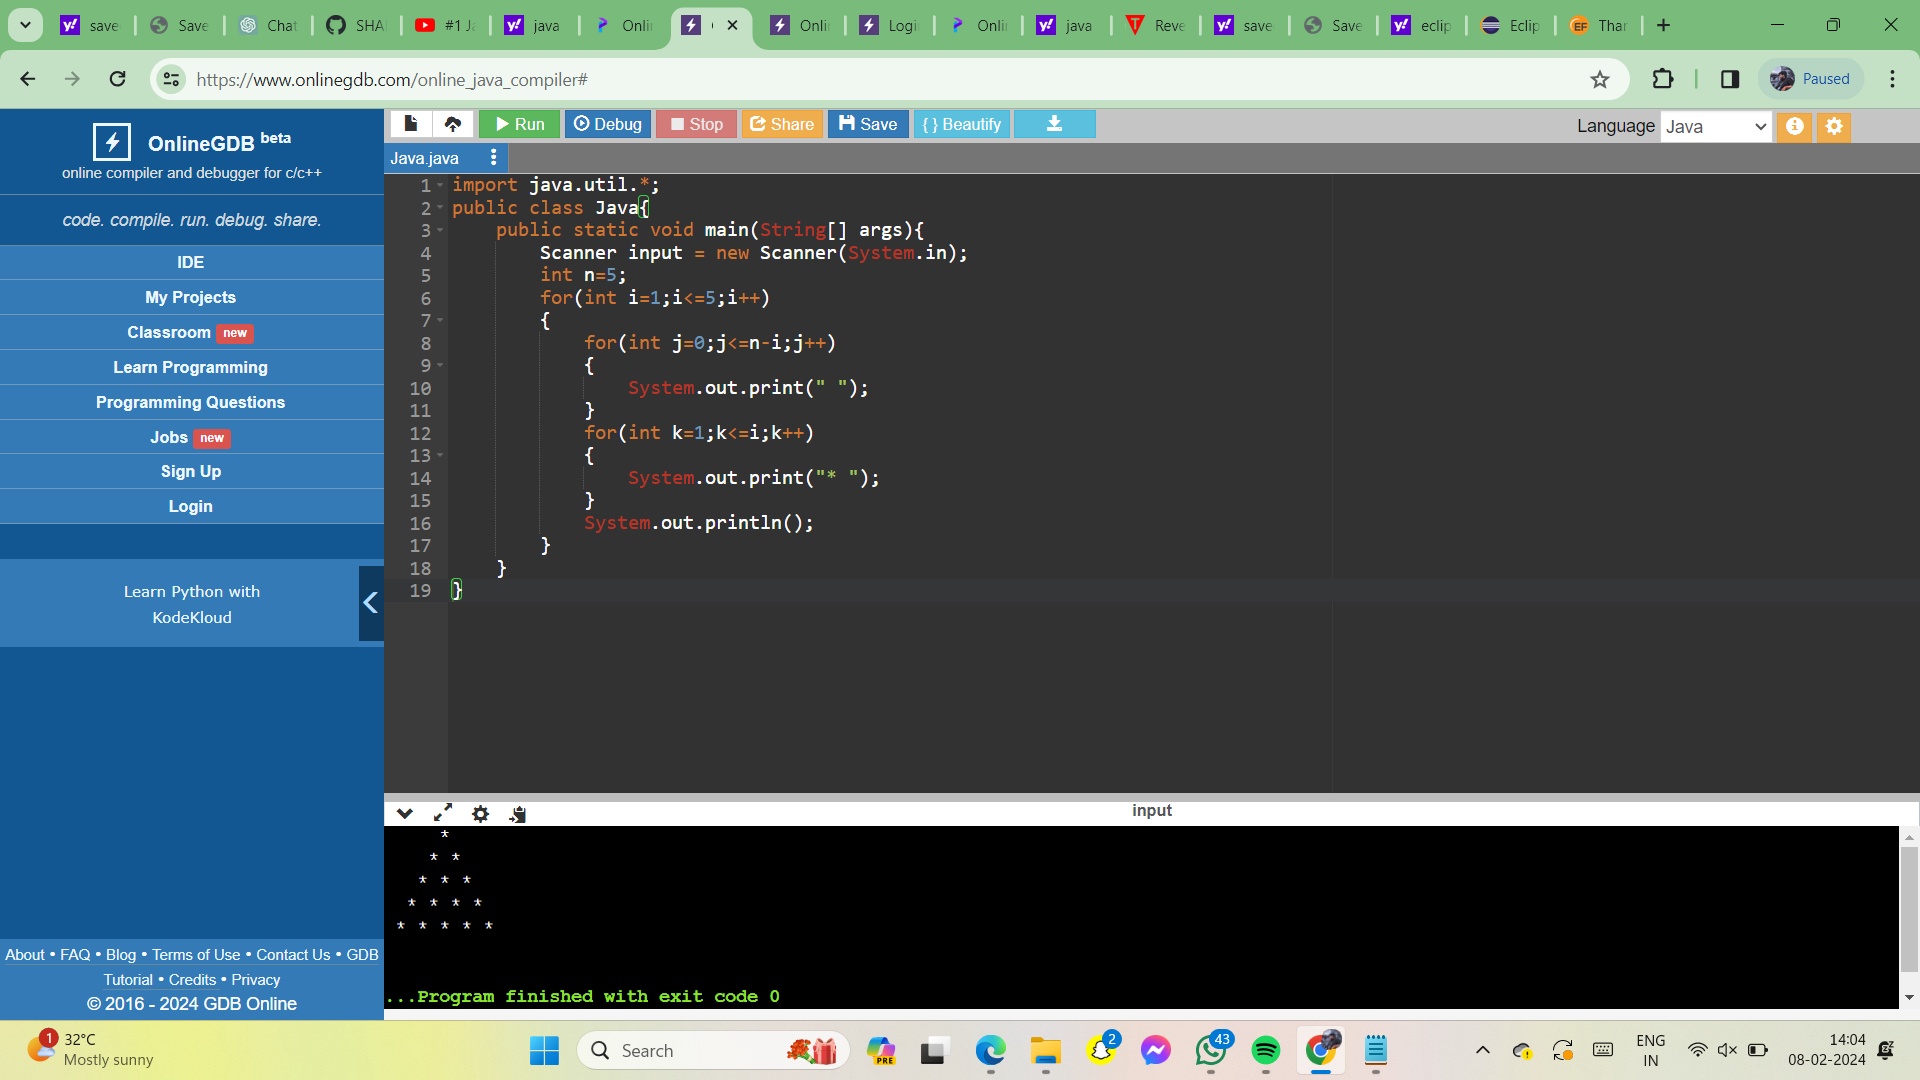 save
Save
Chat
SHA
#1 Ja
java
Onli
Onli
Logi
Onli
java
Reve
save
Save
eclip
Eclip
Thar
https://www.onlinegdb.com/online_java_compiler#
Paused
OnlineGDB beta
online compiler and debugger for c/c++
code. compile. run. debug. share.
IDE
My Projects
Classroom new
Learn Programming
Programming Questions
Jobs new
Sign Up
Login
Learn Python with
KodeKloud
About • FAQ • Blog • Terms of Use • Contact Us • GDB
Tutorial • Credits • Privacy
© 2016 - 2024 GDB Online
Run Debug Stop Share Save { } Beautify
Language Java
Java.java
1 import java.util.*;
2 public class Java{
3     public static void main(String[] args){
4         Scanner input = new Scanner(System.in);
5         int n=5;
6         for(int i=1;i<=5;i++)
7         {
8             for(int j=0;j<=n-i;j++)
9             {
10                 System.out.print(" ");
11             }
12             for(int k=1;k<=i;k++)
13             {
14                 System.out.print("* ");
15             }
16             System.out.println();
17         }
18     }
19 }
input
     *
    * *
   * * *
  * * * *
 * * * * *
...Program finished with exit code 0
1
32°C
Mostly sunny
Search
PRE
2
43
ENG
IN
14:04
08-02-2024